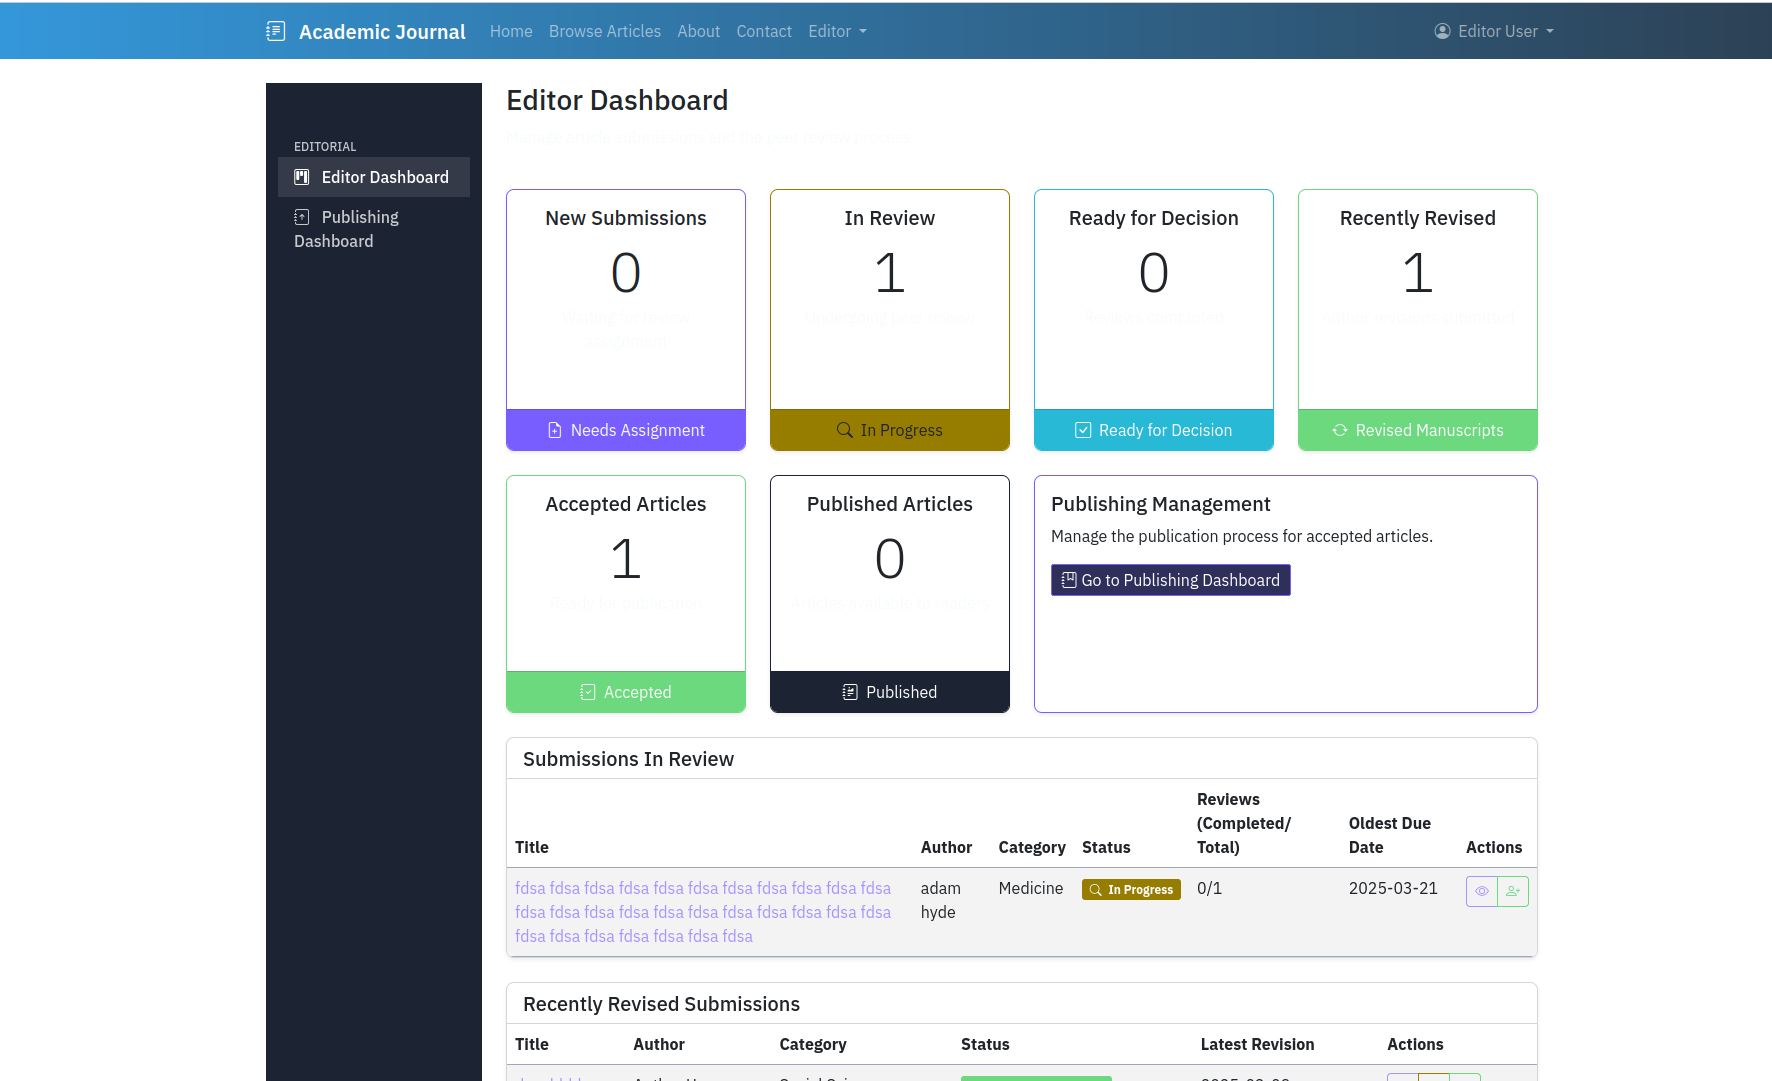 Academic Journal Home Browse Articles About Contact Editor Editor User
EDITORIAL
Editor Dashboard
Publishing
Dashboard
Editor Dashboard
Manage article submissions and the peer review process
New Submissions
0
Waiting for review
assignment
Needs Assignment
In Review
1
Undergoing peer review
In Progress
Ready for Decision
0
Reviews completed
Ready for Decision
Recently Revised
1
Author revisions submitted
Revised Manuscripts
Accepted Articles
1
Ready for publication
Accepted
Published Articles
0
Articles available to readers
Published
Publishing Management
Manage the publication process for accepted articles.
Go to Publishing Dashboard
Submissions In Review
Title Author Category Status Reviews (Completed/ Total) Oldest Due Date Actions
fdsa fdsa fdsa fdsa fdsa fdsa fdsa fdsa fdsa fdsa fdsa
fdsa fdsa fdsa fdsa fdsa fdsa fdsa fdsa fdsa fdsa fdsa
fdsa fdsa fdsa fdsa fdsa fdsa fdsa
adam
hyde
Medicine
In Progress
0/1
2025-03-21
Recently Revised Submissions
Title Author Category Status Latest Revision Actions